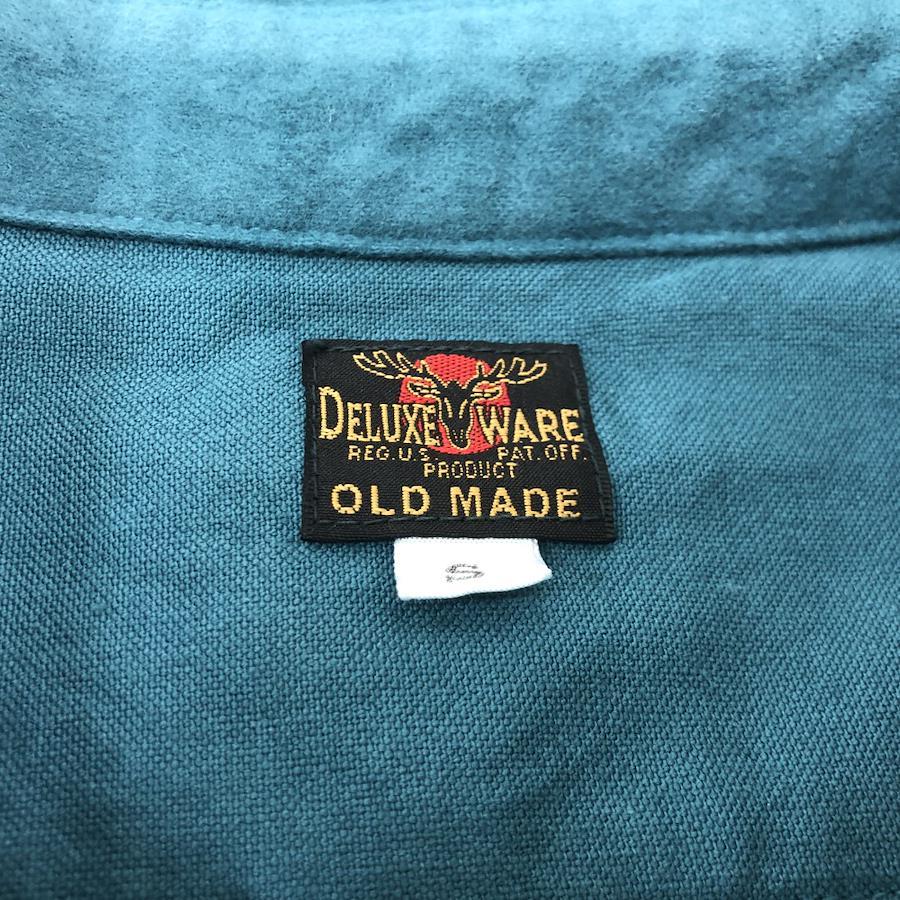 DELUXE WARE
REG. U.S. PAT. OFF.
PRODUCT
OLD MADE
S